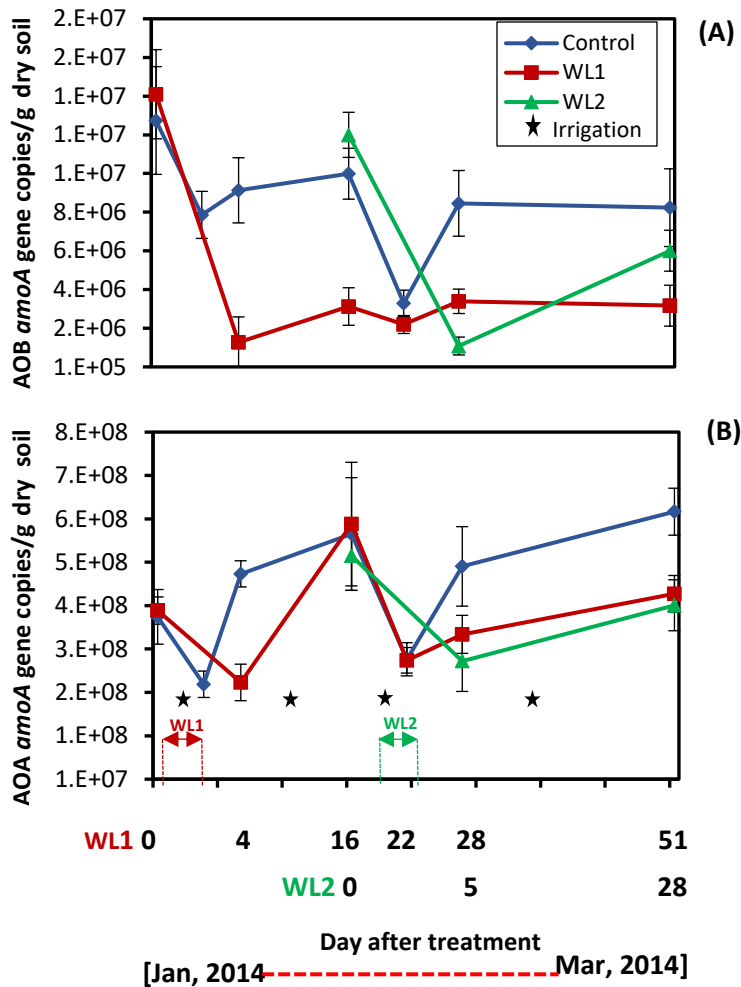 (A)
AOB amoA gene copies/g dry soil
2.E+07
2.E+07
1.E+07
1.E+07
1.E+07
8.E+06
6.E+06
4.E+06
2.E+06
1.E+05
Control
WL1
WL2
Irrigation
(B)
AOA amoA gene copies/g dry soil
8.E+08
7.E+08
6.E+08
5.E+08
4.E+08
3.E+08
2.E+08
1.E+08
1.E+07
WL1
WL2
WL1 0 4 16 22 28 51
WL2 0 5 28
Day after treatment
[Jan, 2014 Mar, 2014]